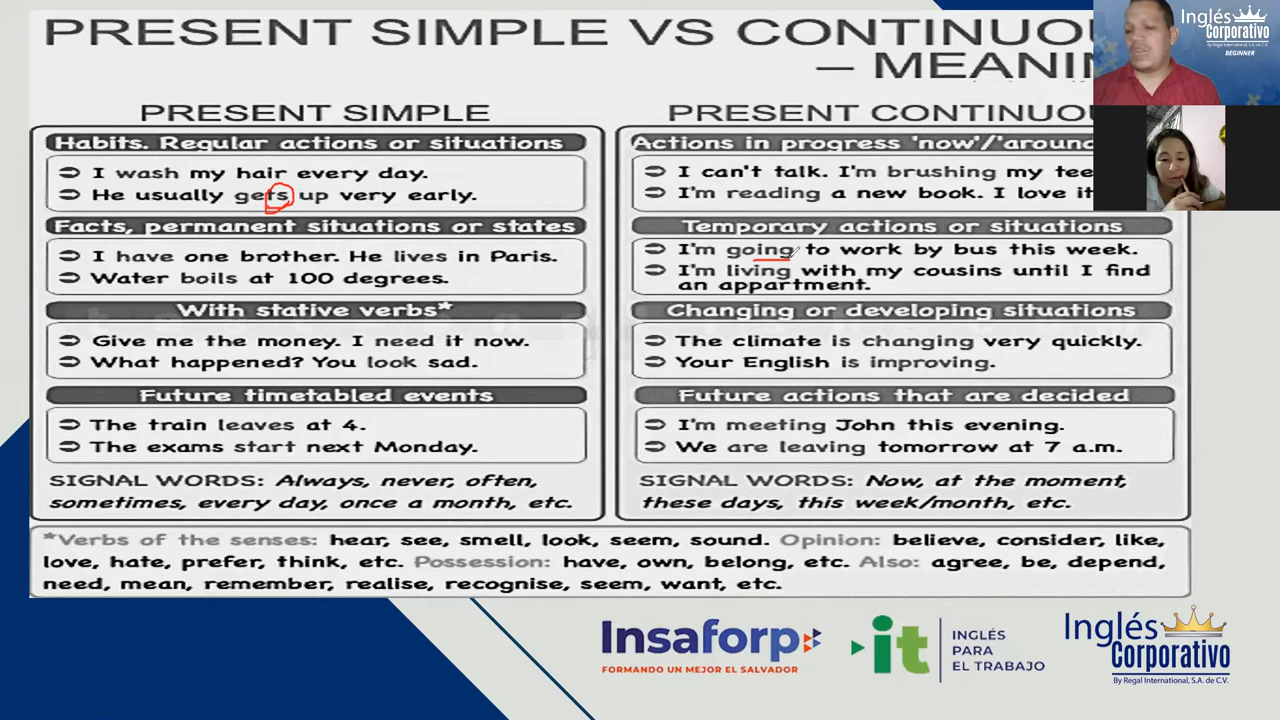 PRESENT SIMPLE VS CONTINUO
– MEANIN
PRESENT SIMPLE
Habits. Regular actions or situations
I wash my hair every day.
He usually gets up very early.
Facts, permanent situations or states
I have one brother. He lives in Paris.
Water boils at 100 degrees.
With stative verbs*
Give me the money. I need it now.
What happened? You look sad.
Future timetabled events
The train leaves at 4.
The exams start next Monday.
SIGNAL WORDS: Always, never, often,
sometimes, every day, once a month, etc.
PRESENT CONTINUOU
Actions in progress 'now'/'around
I can't talk. I'm brushing my tee
I'm reading a new book. I love it
Temporary actions or situations
I'm going to work by bus this week.
I'm living with my cousins until I find
an appartment.
Changing or developing situations
The climate is changing very quickly.
Your English is improving.
Future actions that are decided
I'm meeting John this evening.
We are leaving tomorrow at 7 a.m.
SIGNAL WORDS: Now, at the moment,
these days, this week/month, etc.
*Verbs of the senses: hear, see, smell, look, seem, sound. Opinion: believe, consider, like,
love, hate, prefer, think, etc. Possession: have, own, belong, etc. Also: agree, be, depend,
need, mean, remember, realise, recognise, seem, want, etc.
Inglés
Corporativo
By Regal International, S.A. de C.V.
BEGINNER
Insaforp
FORMANDO UN MEJOR EL SALVADOR
it
INGLÉS
PARA
EL TRABAJO
Inglés
Corporativo
By Regal International, S.A. de C.V.